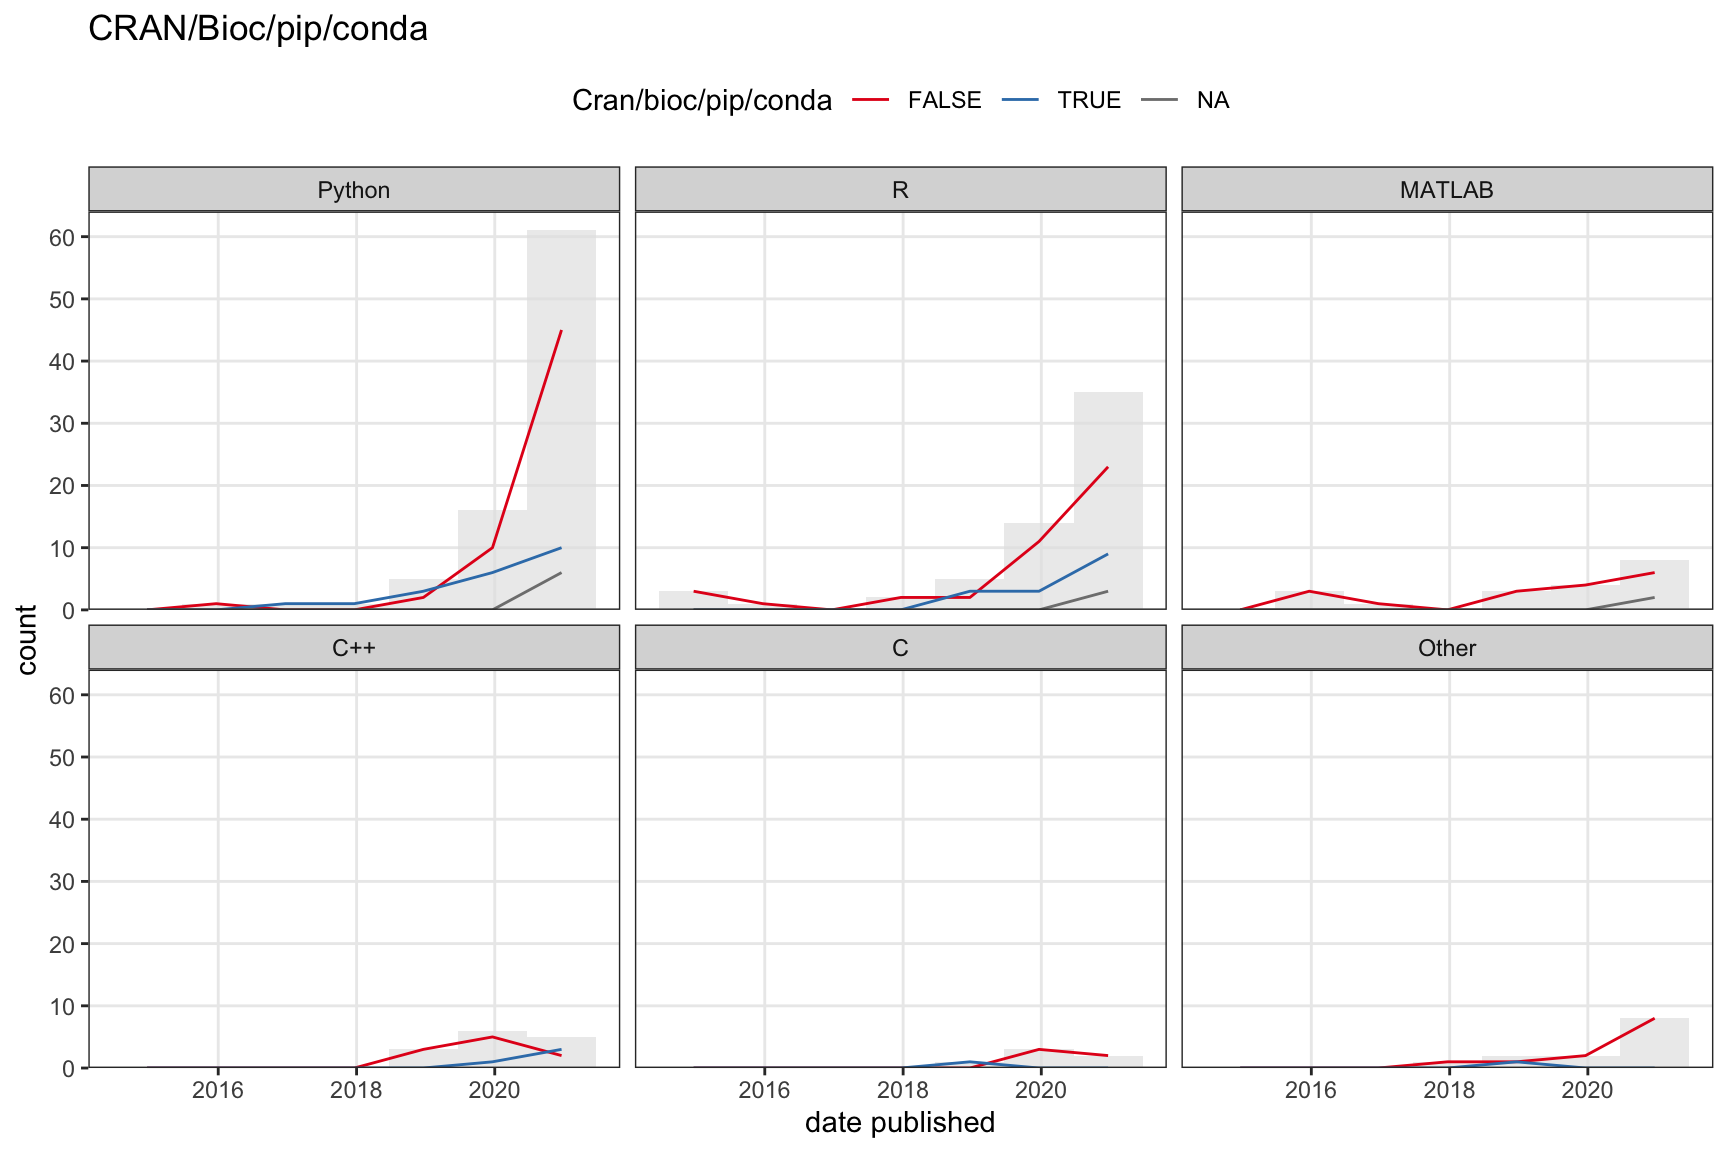 CRAN/Bioc/pip/conda
Cran/bioc/pip/conda FALSE TRUE NA
Python R MATLAB
60
50
40
30
20
10
0
count
C++ C Other
60
50
40
30
20
10
0
2016 2018 2020 2016 2018 2020 2016 2018 2020
date published